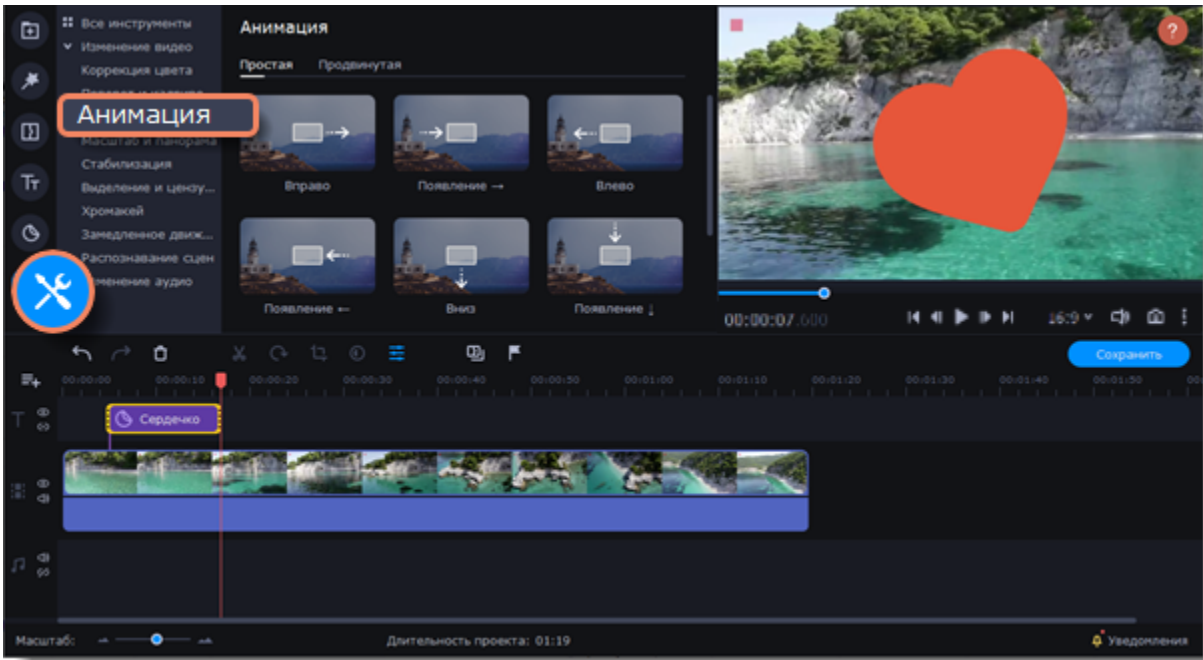 Все инструменты
Изменение видео
Коррекция цвета
Анимация
Масштаб и панорама
Стабилизация
Выделение и цензу...
Хромакей
Замедленное движ...
Распознавание сцен
Анимация
Простая Продвинутая
Вправо
Появление →
Влево
Появление ←
Вниз
Появление ↓
?
00:00:07.600
16:9
Сохранить
00:00:00 00:00:10 00:00:20 00:00:30 00:00:40 00:00:50 00:01:00 00:01:10 00:01:20 00:01:30 00:01:40 00:01:50
Сердечко
Масштаб:
Длительность проекта: 01:19
Уведомления